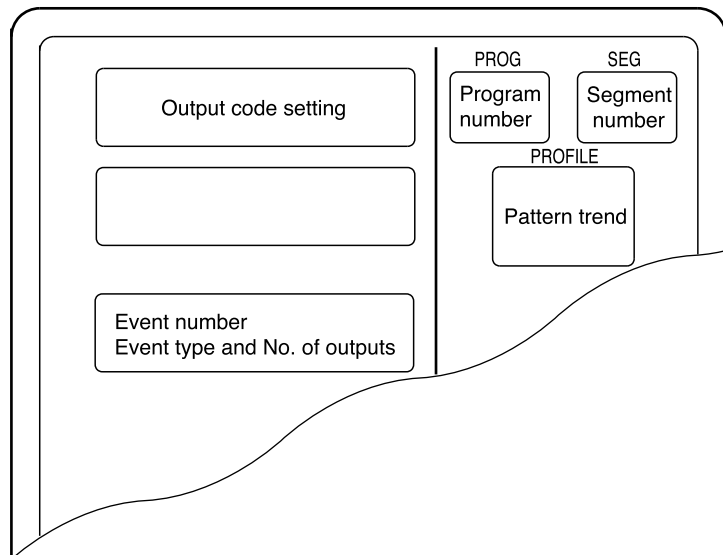 Output code setting
Event number
Event type and No. of outputs
PROG
SEG
Program
number
Segment
number
PROFILE
Pattern trend